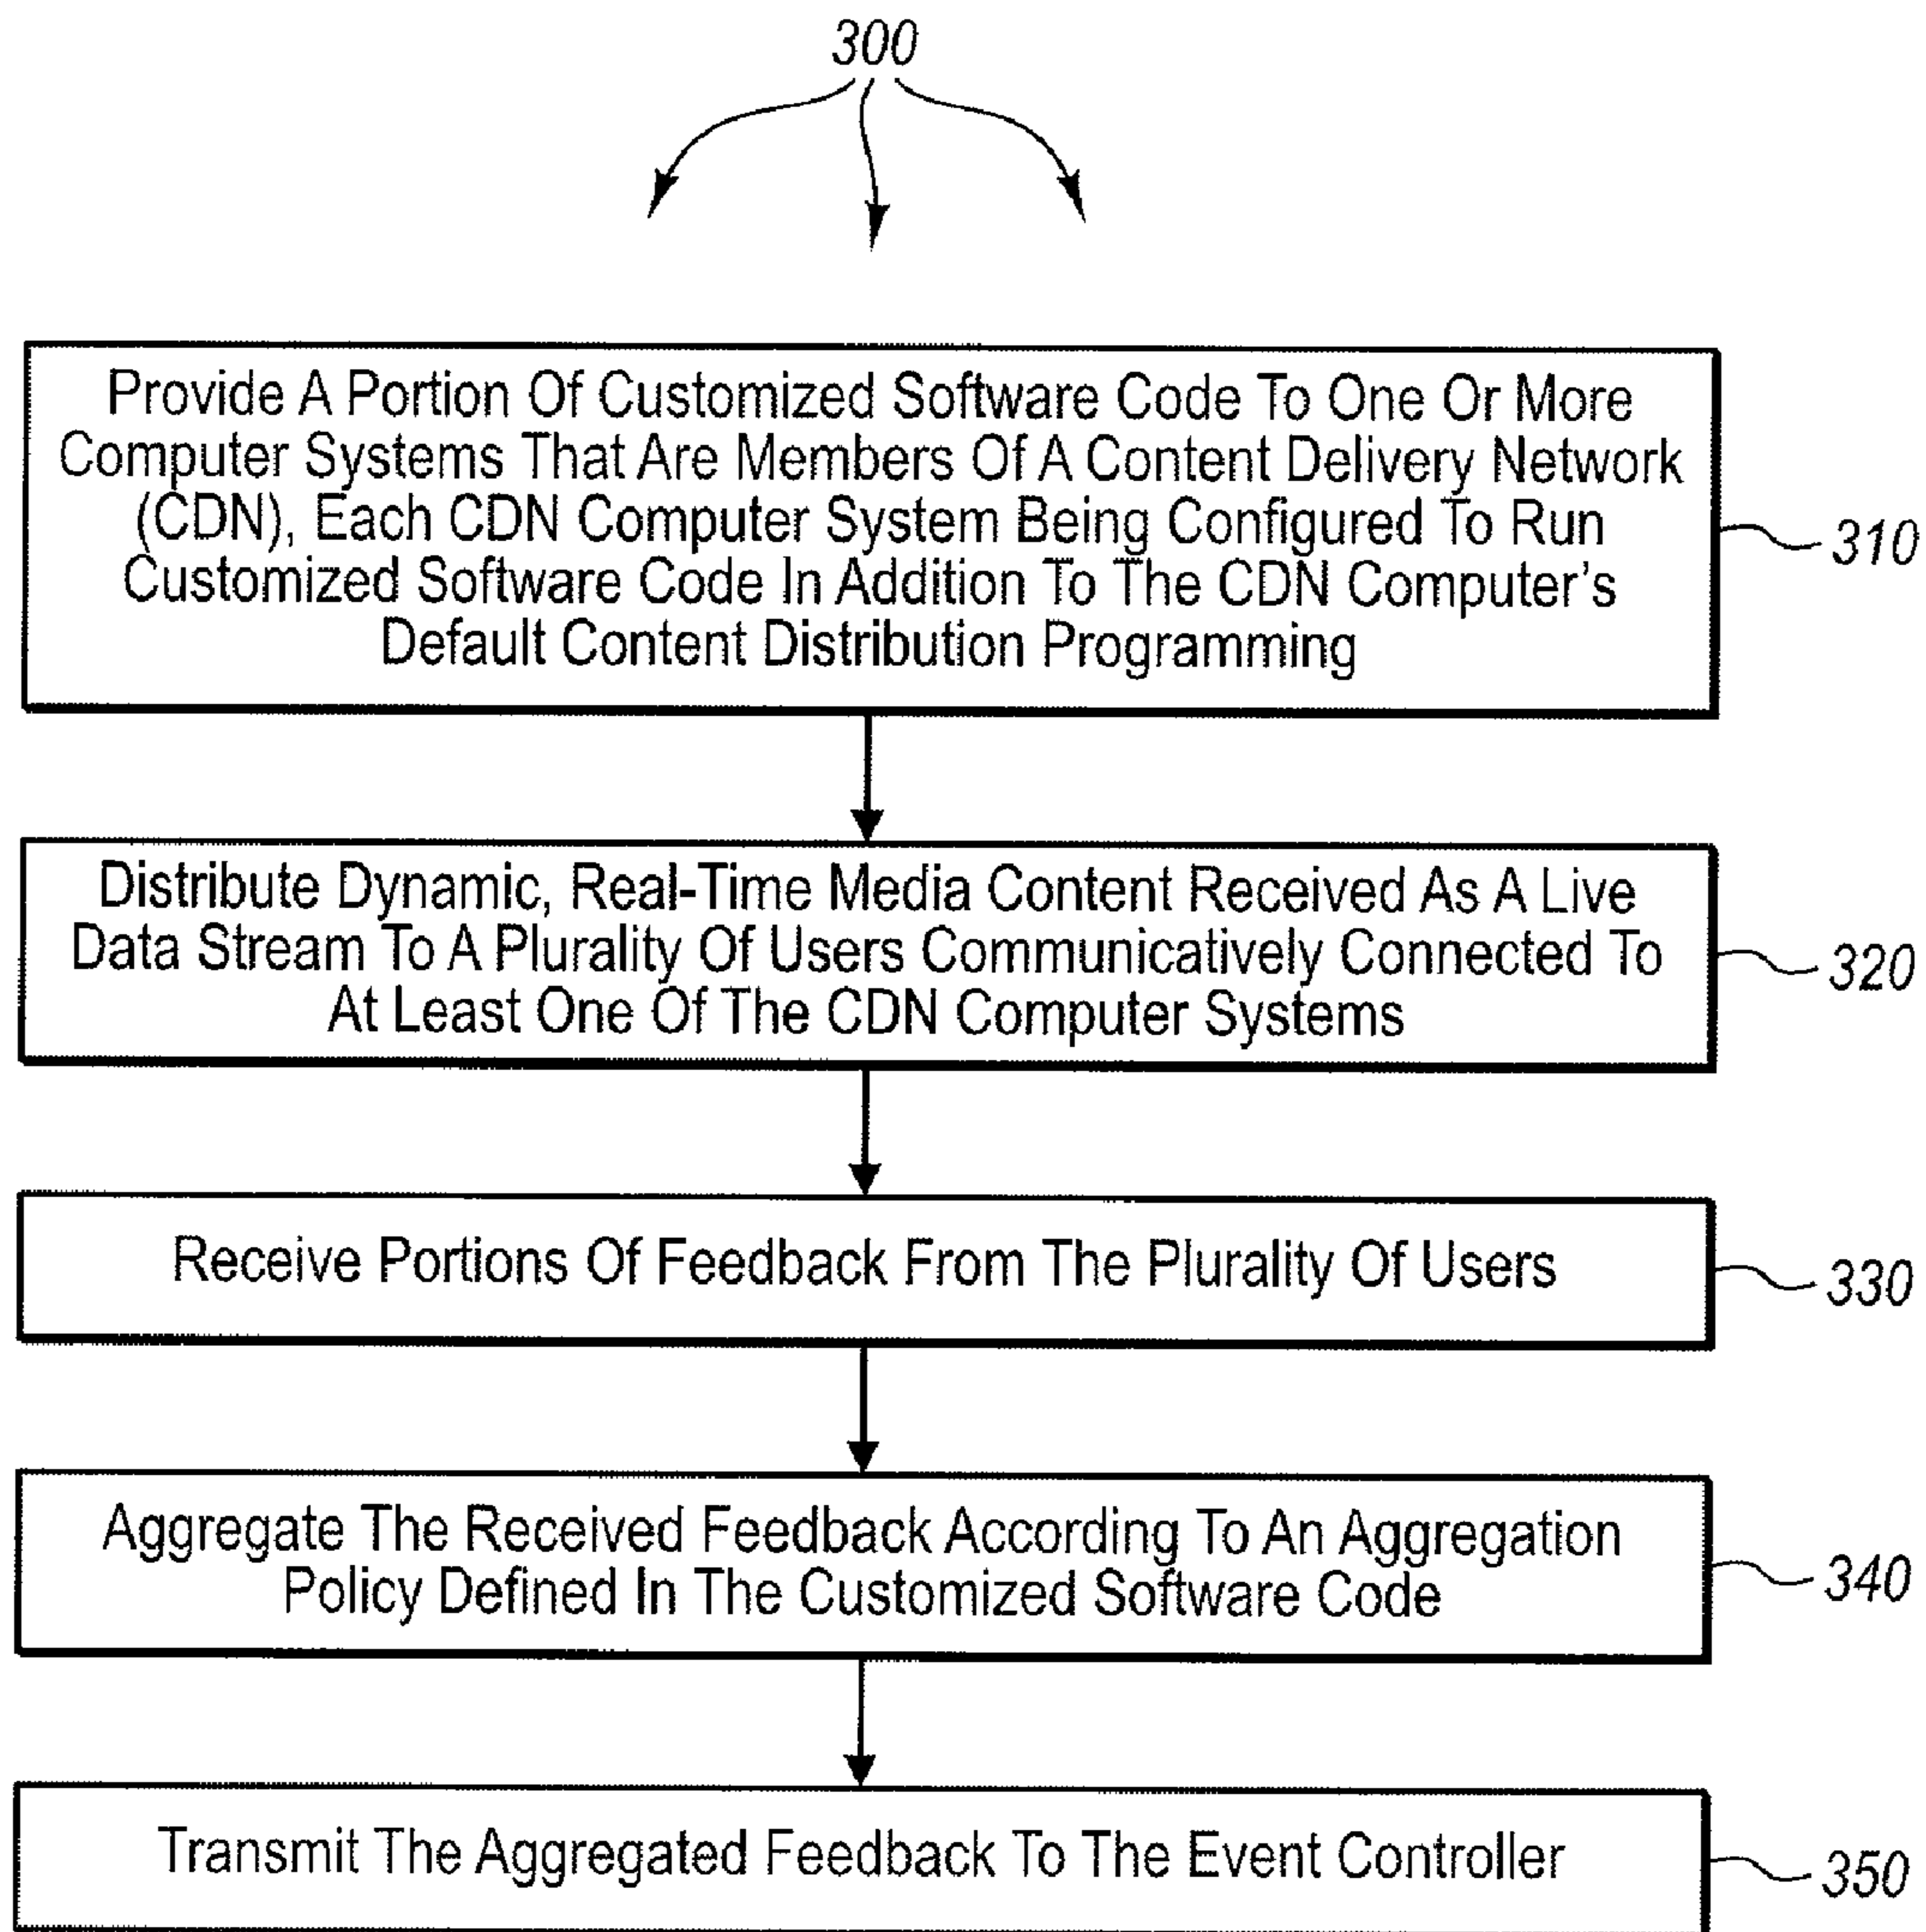 300
Provide A Portion Of Customized Software Code To One Or More
Computer Systems That Are Members Of A Content Delivery Network
(CDN), Each CDN Computer System Being Configured To Run
Customized Software Code In Addition To The CDN Computer’s
Default Content Distribution Programming
310
Distribute Dynamic, Real-Time Media Content Received As A Live
Data Stream To A Plurality Of Users Communicatively Connected To
At Least One Of The CDN Computer Systems
320
Receive Portions Of Feedback From The Plurality Of Users
330
Aggregate The Received Feedback According To An Aggregation
Policy Defined In The Customized Software Code
340
Transmit The Aggregated Feedback To The Event Controller
350